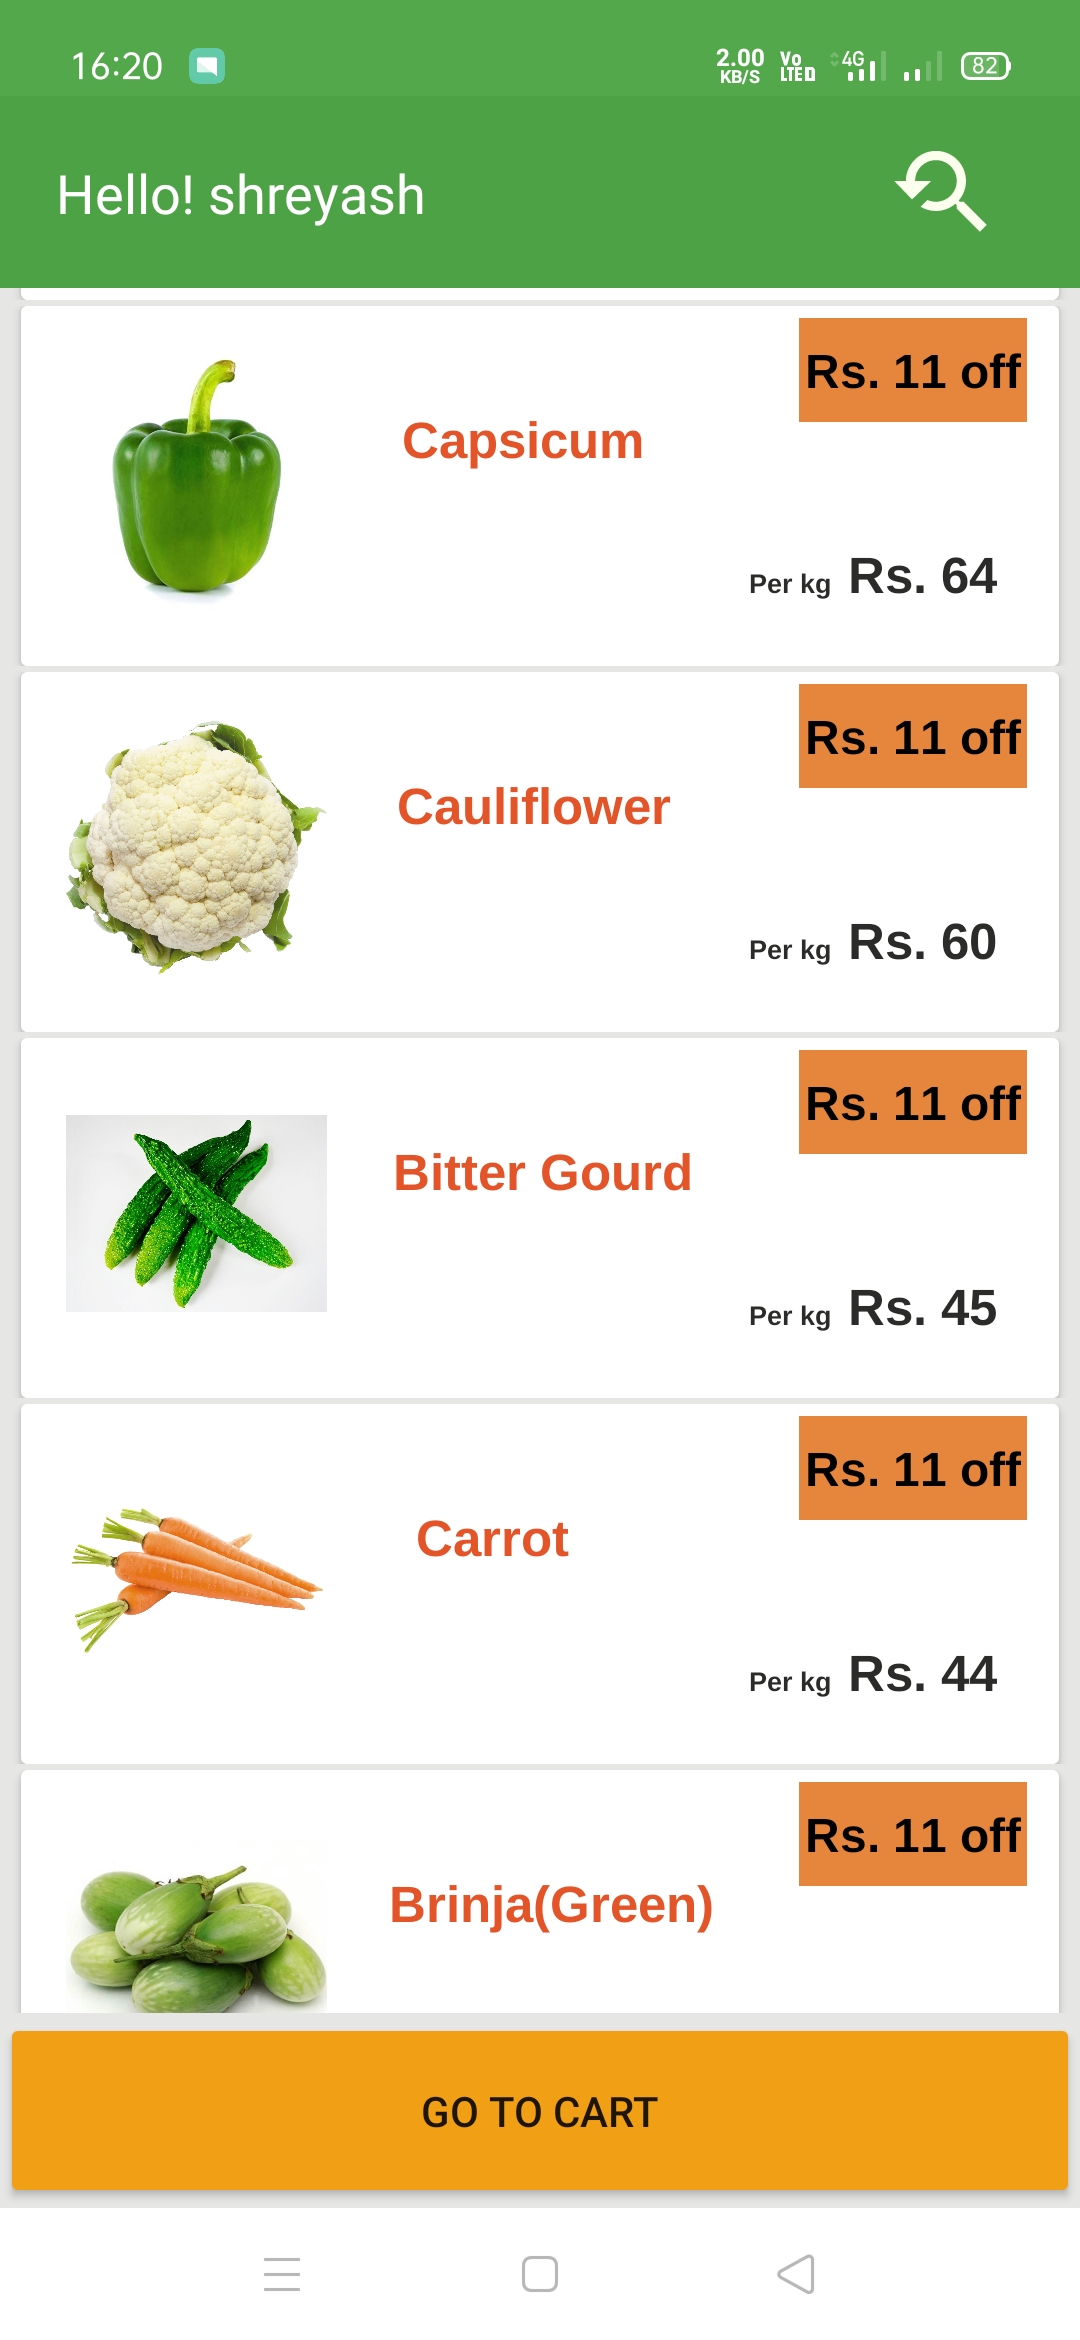 16:20
2.00 KB/S Vo LTE 4G 82
Hello! shreyash
Rs. 11 off
Capsicum
Per kg Rs. 64
Rs. 11 off
Cauliflower
Per kg Rs. 60
Rs. 11 off
Bitter Gourd
Per kg Rs. 45
Rs. 11 off
Carrot
Per kg Rs. 44
Rs. 11 off
Brinja(Green)
GO TO CART